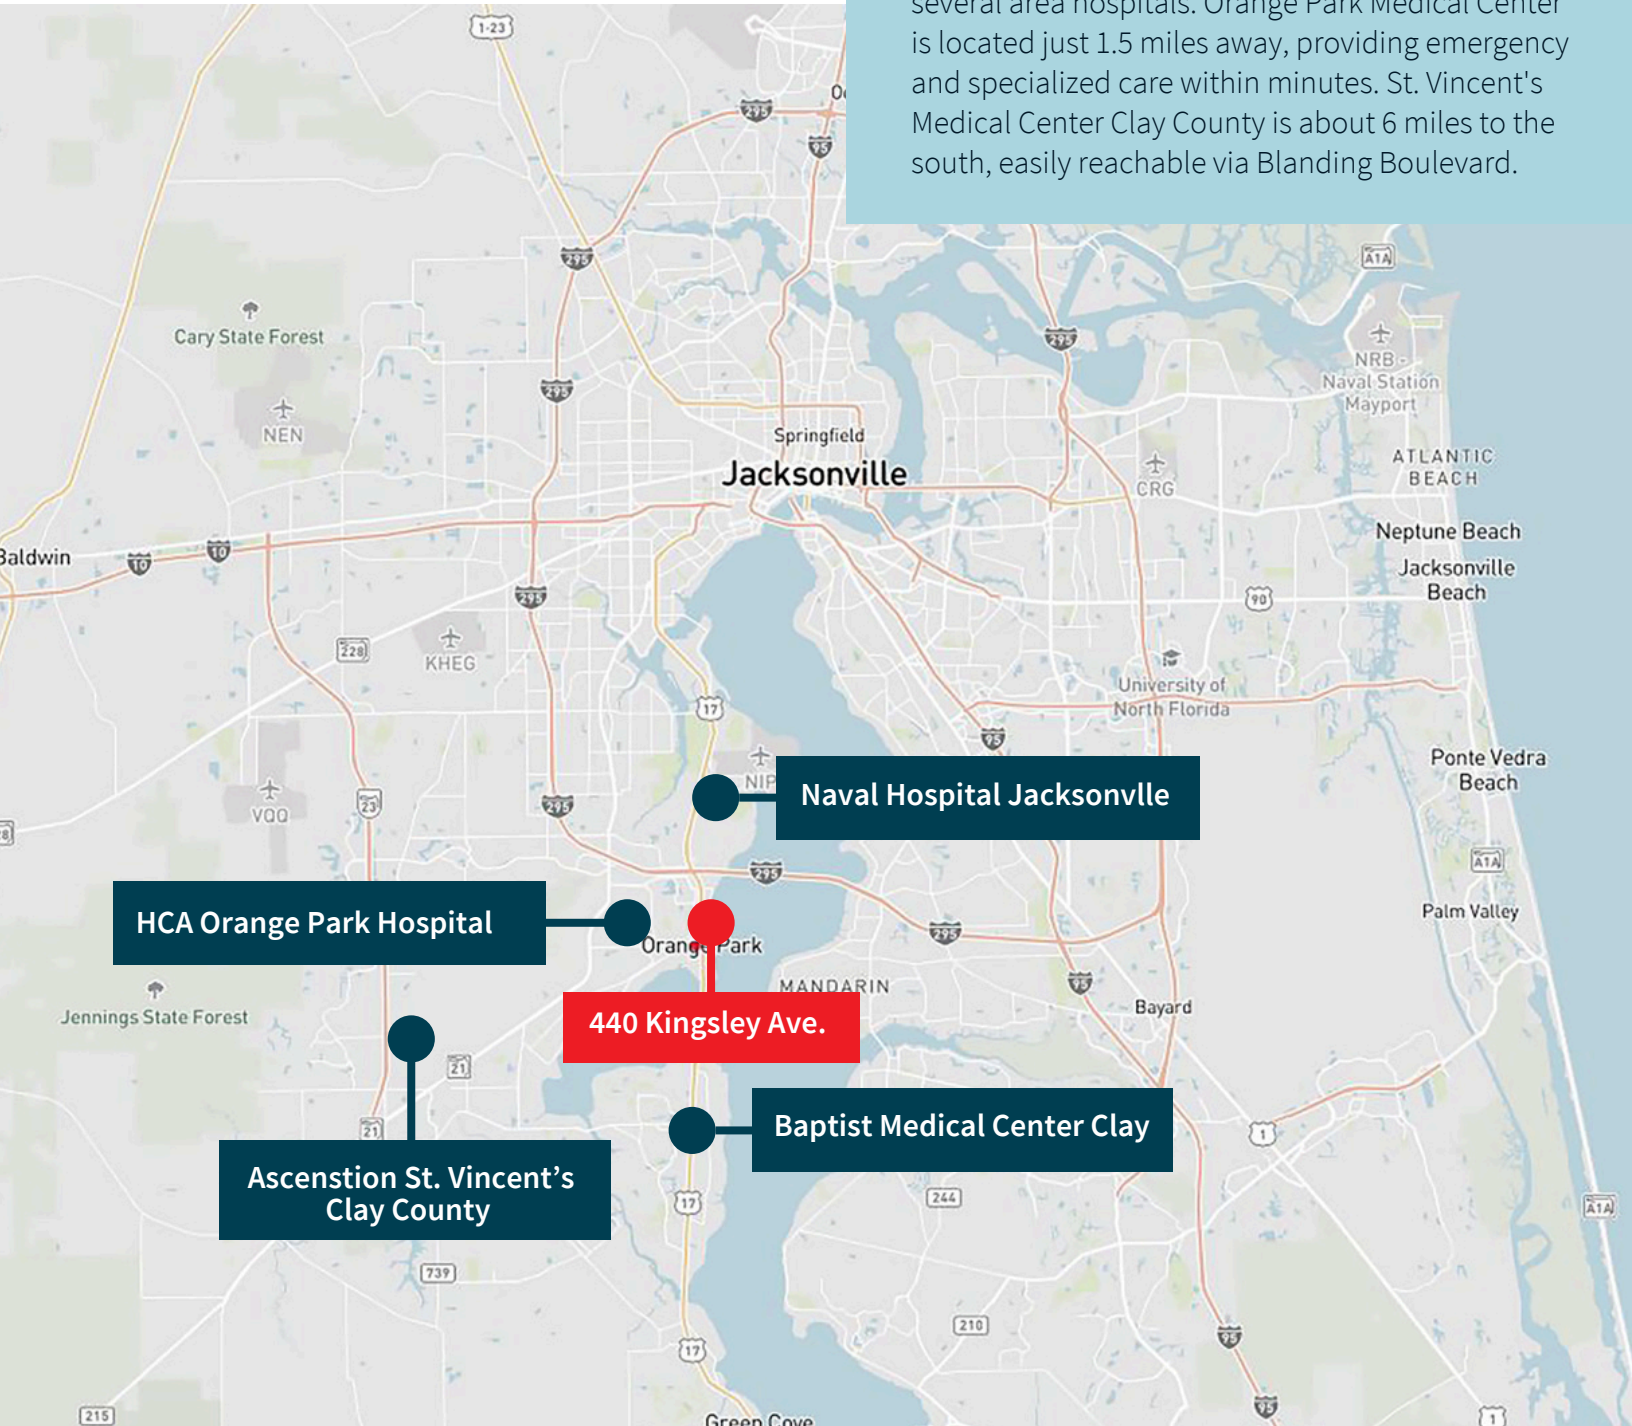 several area hospitals. Orange Park Medical Center
is located just 1.5 miles away, providing emergency
and specialized care within minutes. St. Vincent's
Medical Center Clay County is about 6 miles to the
south, easily reachable via Blanding Boulevard.
1-23
295
95
295
A1A
Cary State Forest
295
NRB -
Naval Station
Mayport
295
NEN
Springfield
Jacksonville
ATLANTIC
BEACH
CRG
Neptune Beach
Baldwin
10
10
Jacksonville
Beach
295
90
228
KHEG
University of
North Florida
17
95
Ponte Vedra
Beach
NIP
Naval Hospital Jacksonvlle
VQQ
23
295
A1A
295
HCA Orange Park Hospital
Orange Park
295
Palm Valley
MANDARIN
95
Bayard
Jennings State Forest
440 Kingsley Ave.
21
21
Baptist Medical Center Clay
1
Ascenstion St. Vincent’s
Clay County
17
244
A1A
739
210
95
17
215
Green Cove
95
1